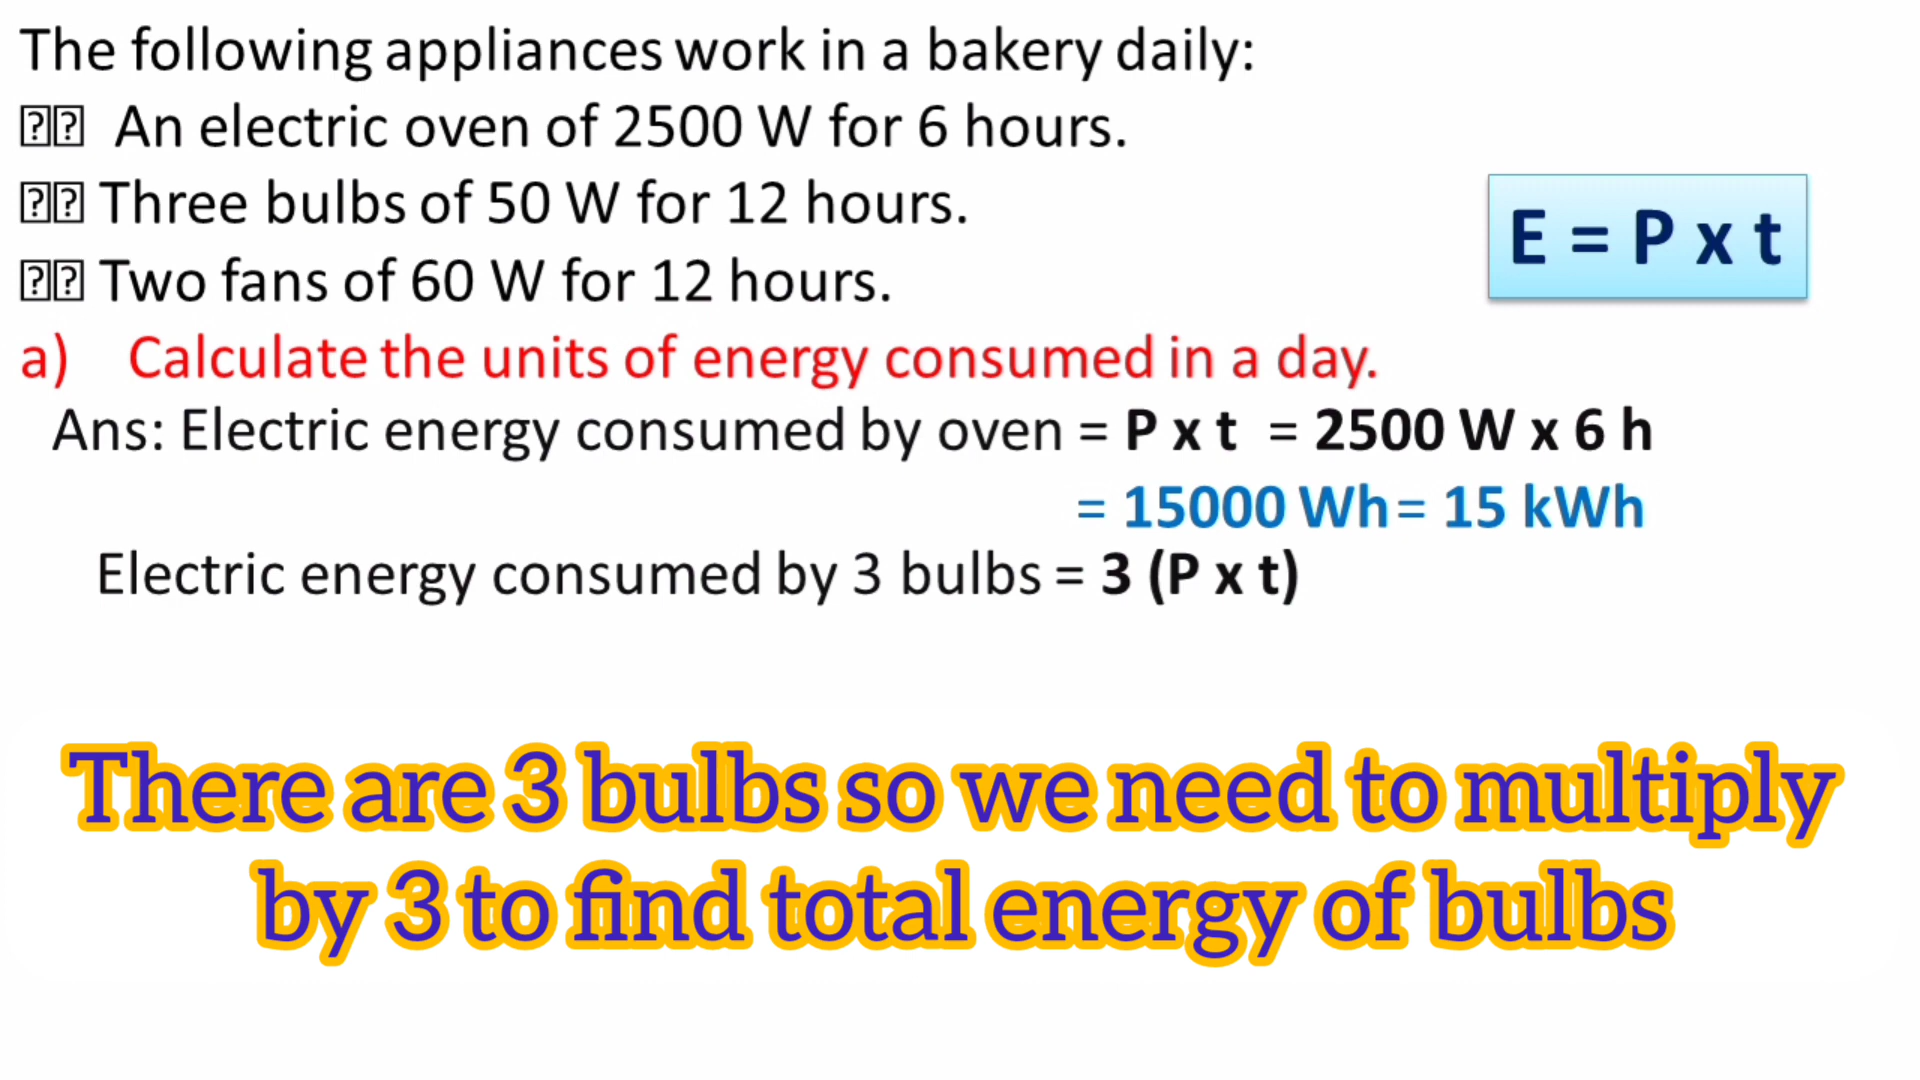 The following appliances work in a bakery daily:
⍰⍰ An electric oven of 2500 W for 6 hours.
⍰⍰ Three bulbs of 50 W for 12 hours.
⍰⍰ Two fans of 60 W for 12 hours.
E = P x t
a) Calculate the units of energy consumed in a day.
Ans: Electric energy consumed by oven = P x t = 2500 W x 6 h
= 15000 Wh = 15 kWh
Electric energy consumed by 3 bulbs = 3 (P x t)
There are 3 bulbs so we need to multiply
by 3 to find total energy of bulbs